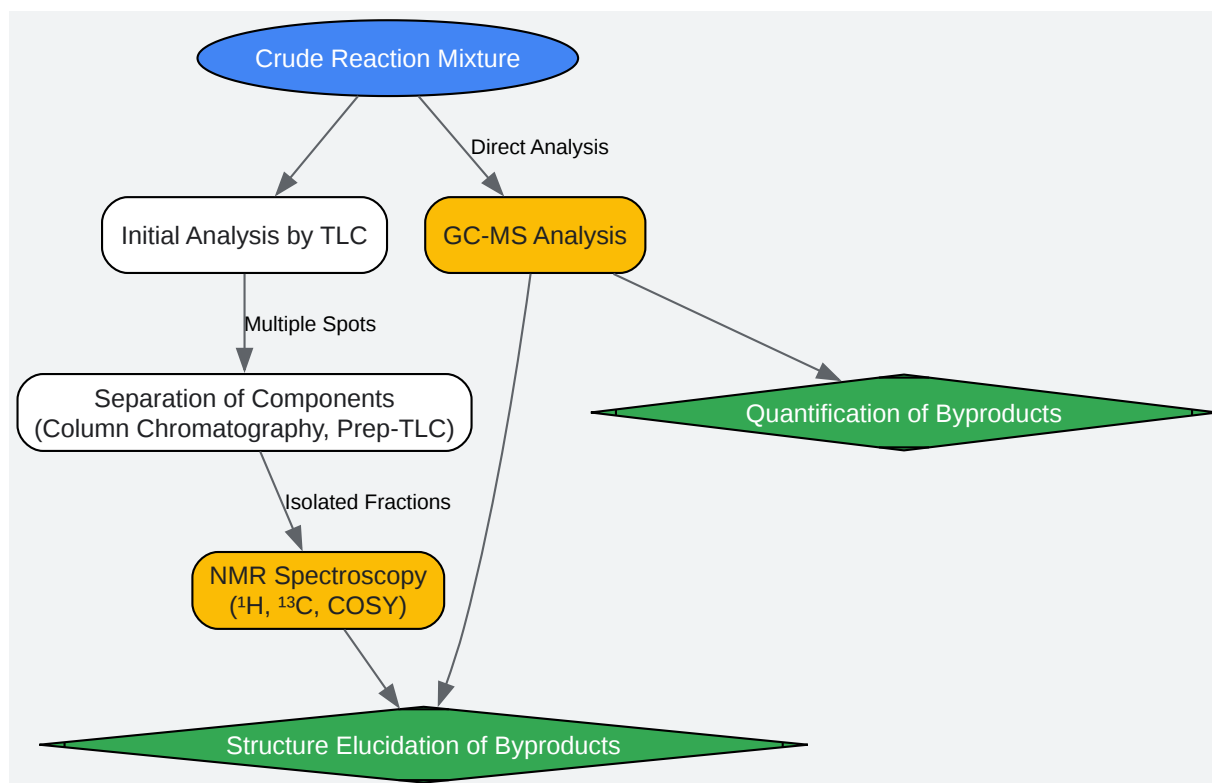 Crude Reaction Mixture
Direct Analysis
Initial Analysis by TLC
GC-MS Analysis
Multiple Spots
Separation of Components
(Column Chromatography, Prep-TLC)
Quantification of Byproducts
Isolated Fractions
NMR Spectroscopy
(¹H, ¹³C, COSY)
Structure Elucidation of Byproducts